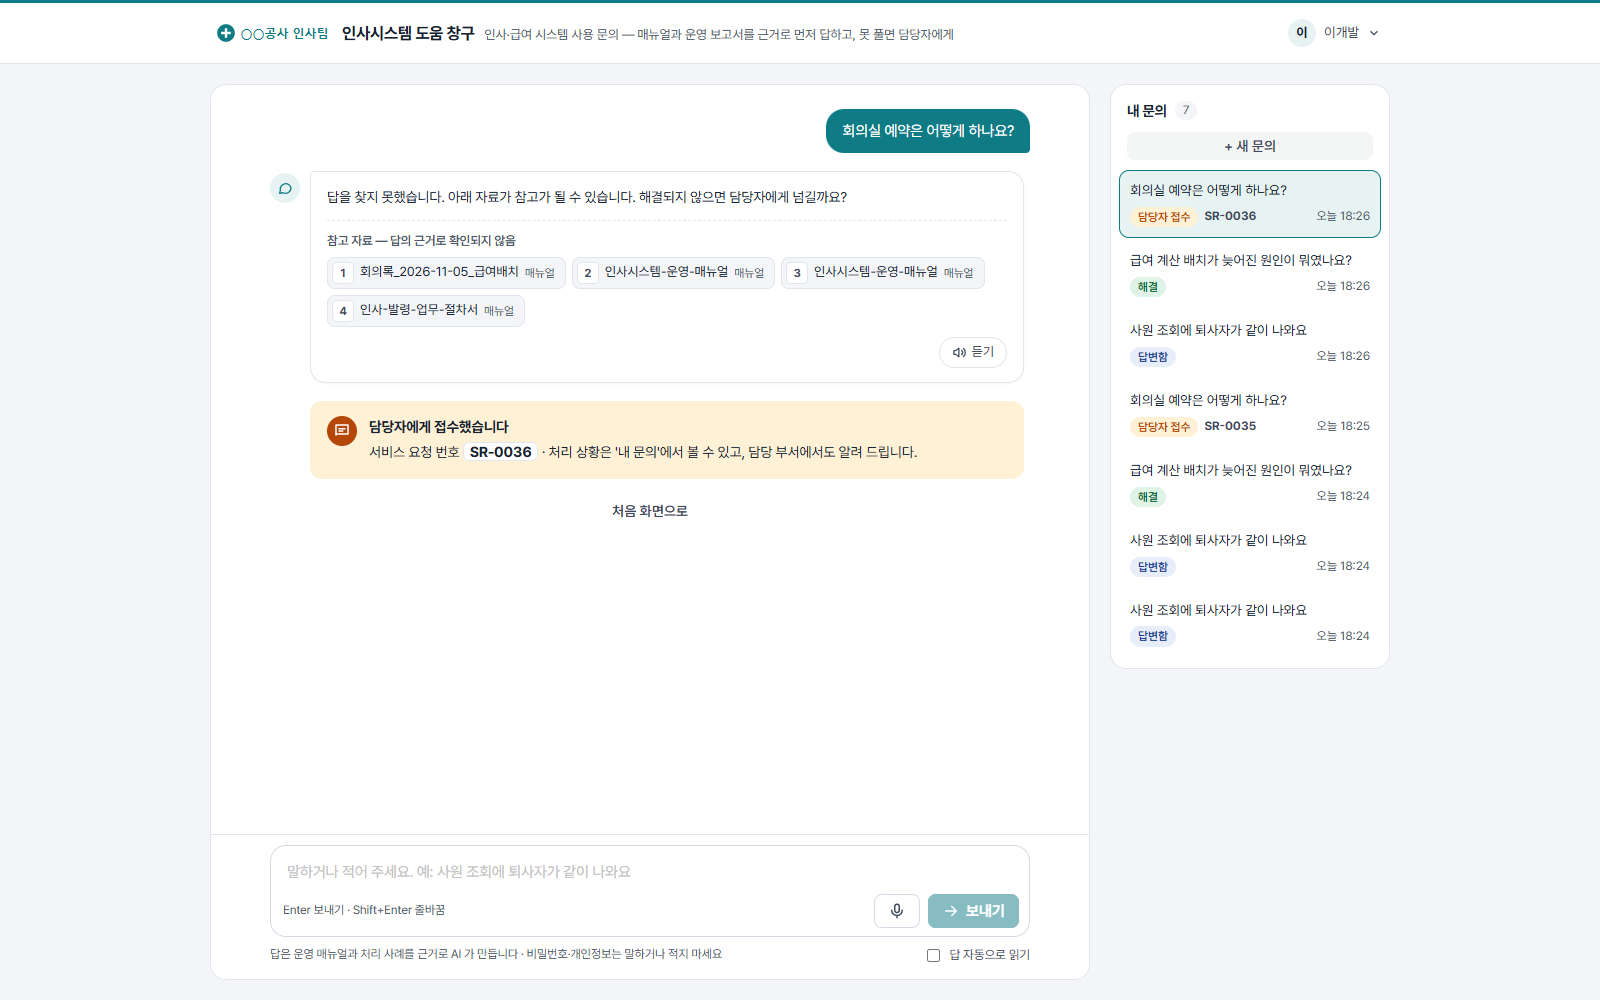 ○○공사 인사팀 인사시스템 도움 창구 인사·급여 시스템 사용 문의 — 매뉴얼과 운영 보고서를 근거로 먼저 답하고, 못 풀면 담당자에게
이 이개발
회의실 예약은 어떻게 하나요?
답을 찾지 못했습니다. 아래 자료가 참고가 될 수 있습니다. 해결되지 않으면 담당자에게 넘길까요?
참고 자료 — 답의 근거로 확인되지 않음
1 회의록_2026-11-05_급여배치 매뉴얼
2 인사시스템-운영-매뉴얼 매뉴얼
3 인사시스템-운영-매뉴얼 매뉴얼
4 인사-발령-업무-절차서 매뉴얼
듣기
담당자에게 접수했습니다
서비스 요청 번호 SR-0036 · 처리 상황은 '내 문의'에서 볼 수 있고, 담당 부서에서도 알려 드립니다.
처음 화면으로
말하거나 적어 주세요. 예: 사원 조회에 퇴사자가 같이 나와요
Enter 보내기 · Shift+Enter 줄바꿈
보내기
답은 운영 매뉴얼과 처리 사례를 근거로 AI 가 만듭니다 · 비밀번호·개인정보는 말하거나 적지 마세요
답 자동으로 읽기
내 문의 7
+ 새 문의
회의실 예약은 어떻게 하나요?
담당자 접수 SR-0036 오늘 18:26
급여 계산 배치가 늦어진 원인이 뭐였나요?
해결 오늘 18:26
사원 조회에 퇴사자가 같이 나와요
답변함 오늘 18:26
회의실 예약은 어떻게 하나요?
담당자 접수 SR-0035 오늘 18:25
급여 계산 배치가 늦어진 원인이 뭐였나요?
해결 오늘 18:24
사원 조회에 퇴사자가 같이 나와요
답변함 오늘 18:24
사원 조회에 퇴사자가 같이 나와요
답변함 오늘 18:24